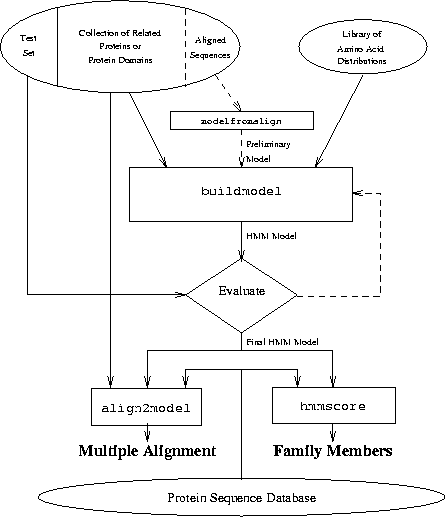 Test
Set
Collection of Related
Proteins or
Protein Domains
Aligned
Sequences
Library of
Amino Acid
Distributions
modelfromalign
Preliminary
Model
buildmodel
HMM Model
Evaluate
Final HMM Model
align2model
hmmscore
Multiple Alignment
Family Members
Protein Sequence Database